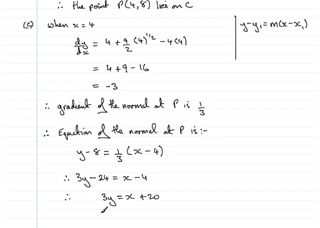 ∴ the point P(4,8) lies on C
(c) when x = 4
y-y₁ = m(x-x₁)
dy/dx = 4 + 9/2 (4)^1/2 - 4(4)
= 4 + 9 - 16
= -3
∴ gradient of the normal at P is 1/3
∴ Equation of the normal at P is:-
y-8 = 1/3 (x-4)
∴ 3y-24 = x-4
∴ 3y = x+20